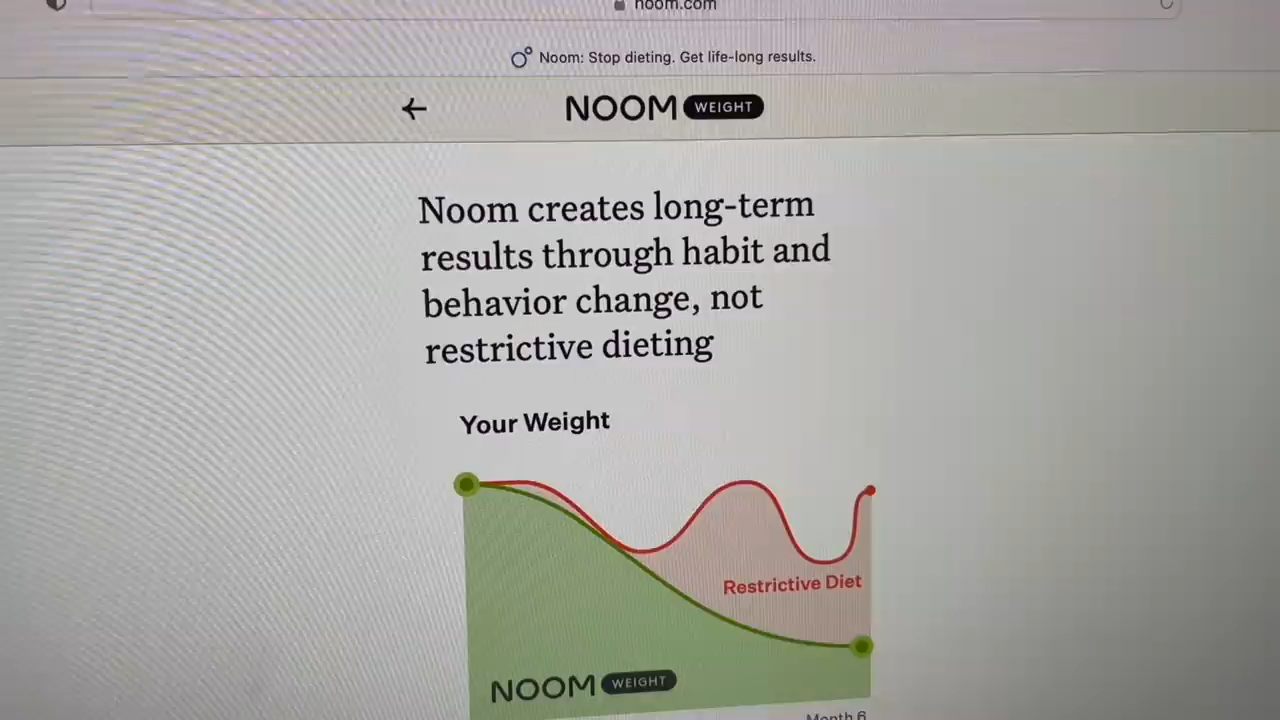 noom.com
Noom: Stop dieting. Get life-long results.
NOOM WEIGHT
Noom creates long-term
results through habit and
behavior change, not
restrictive dieting
Your Weight
Restrictive Diet
NOOM WEIGHT
Month 6